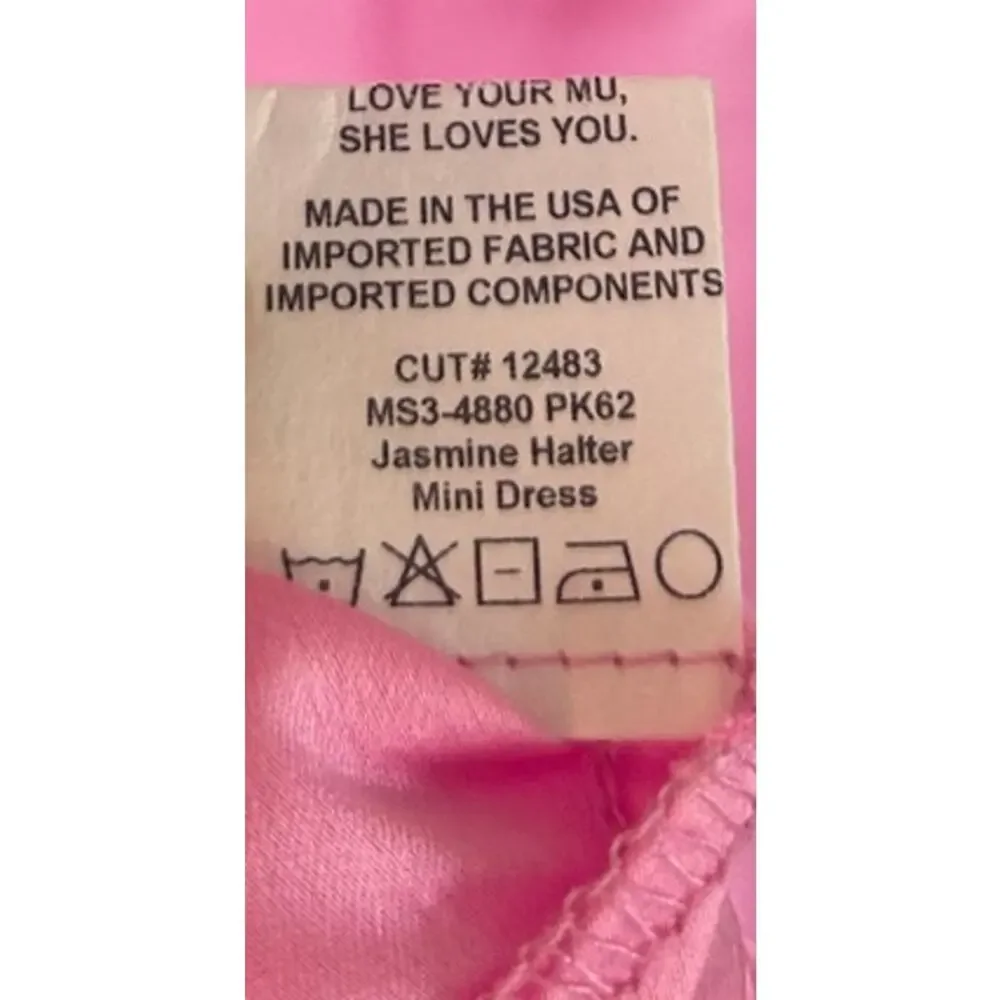 LOVE YOUR MU,
SHE LOVES YOU.
MADE IN THE USA OF
IMPORTED FABRIC AND
IMPORTED COMPONENTS
CUT# 12483
MS3-4880 PK62
Jasmine Halter
Mini Dress